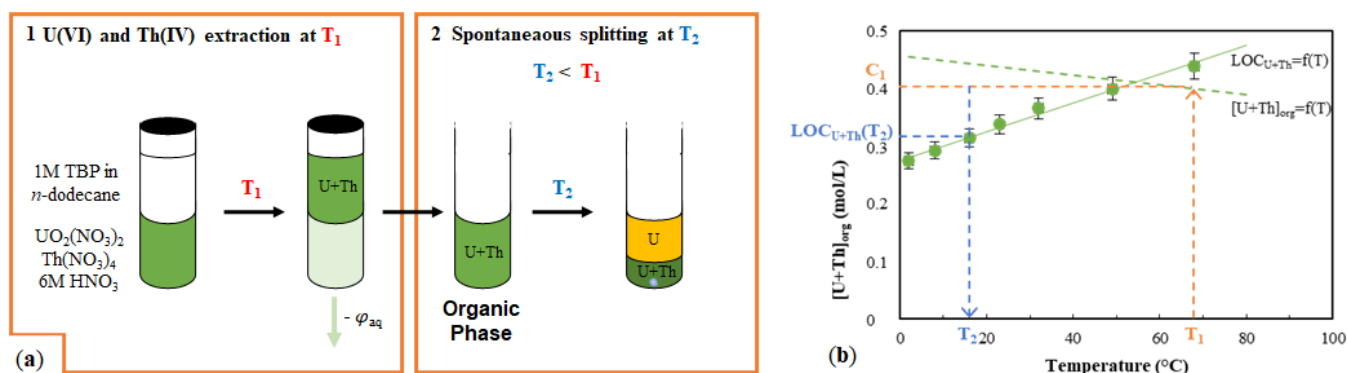 1 U(VI) and Th(IV) extraction at T₁
2 Spontaneous splitting at T₂
T₂ < T₁
1M TBP in
n-dodecane
UO₂(NO₃)₂
Th(NO₃)₄
6M HNO₃
T₁
U+Th
- φaq
U+Th
Organic
Phase
T₂
U
U+Th
(a)
0.5
0.4
0.3
0.2
0.1
0
C₁
LOC_U+Th(T₂)
[U+Th]org (mol/L)
LOC_U+Th=f(T)
[U+Th]org=f(T)
0
T₂
20
40
60
T₁
80
100
Temperature (°C)
(b)